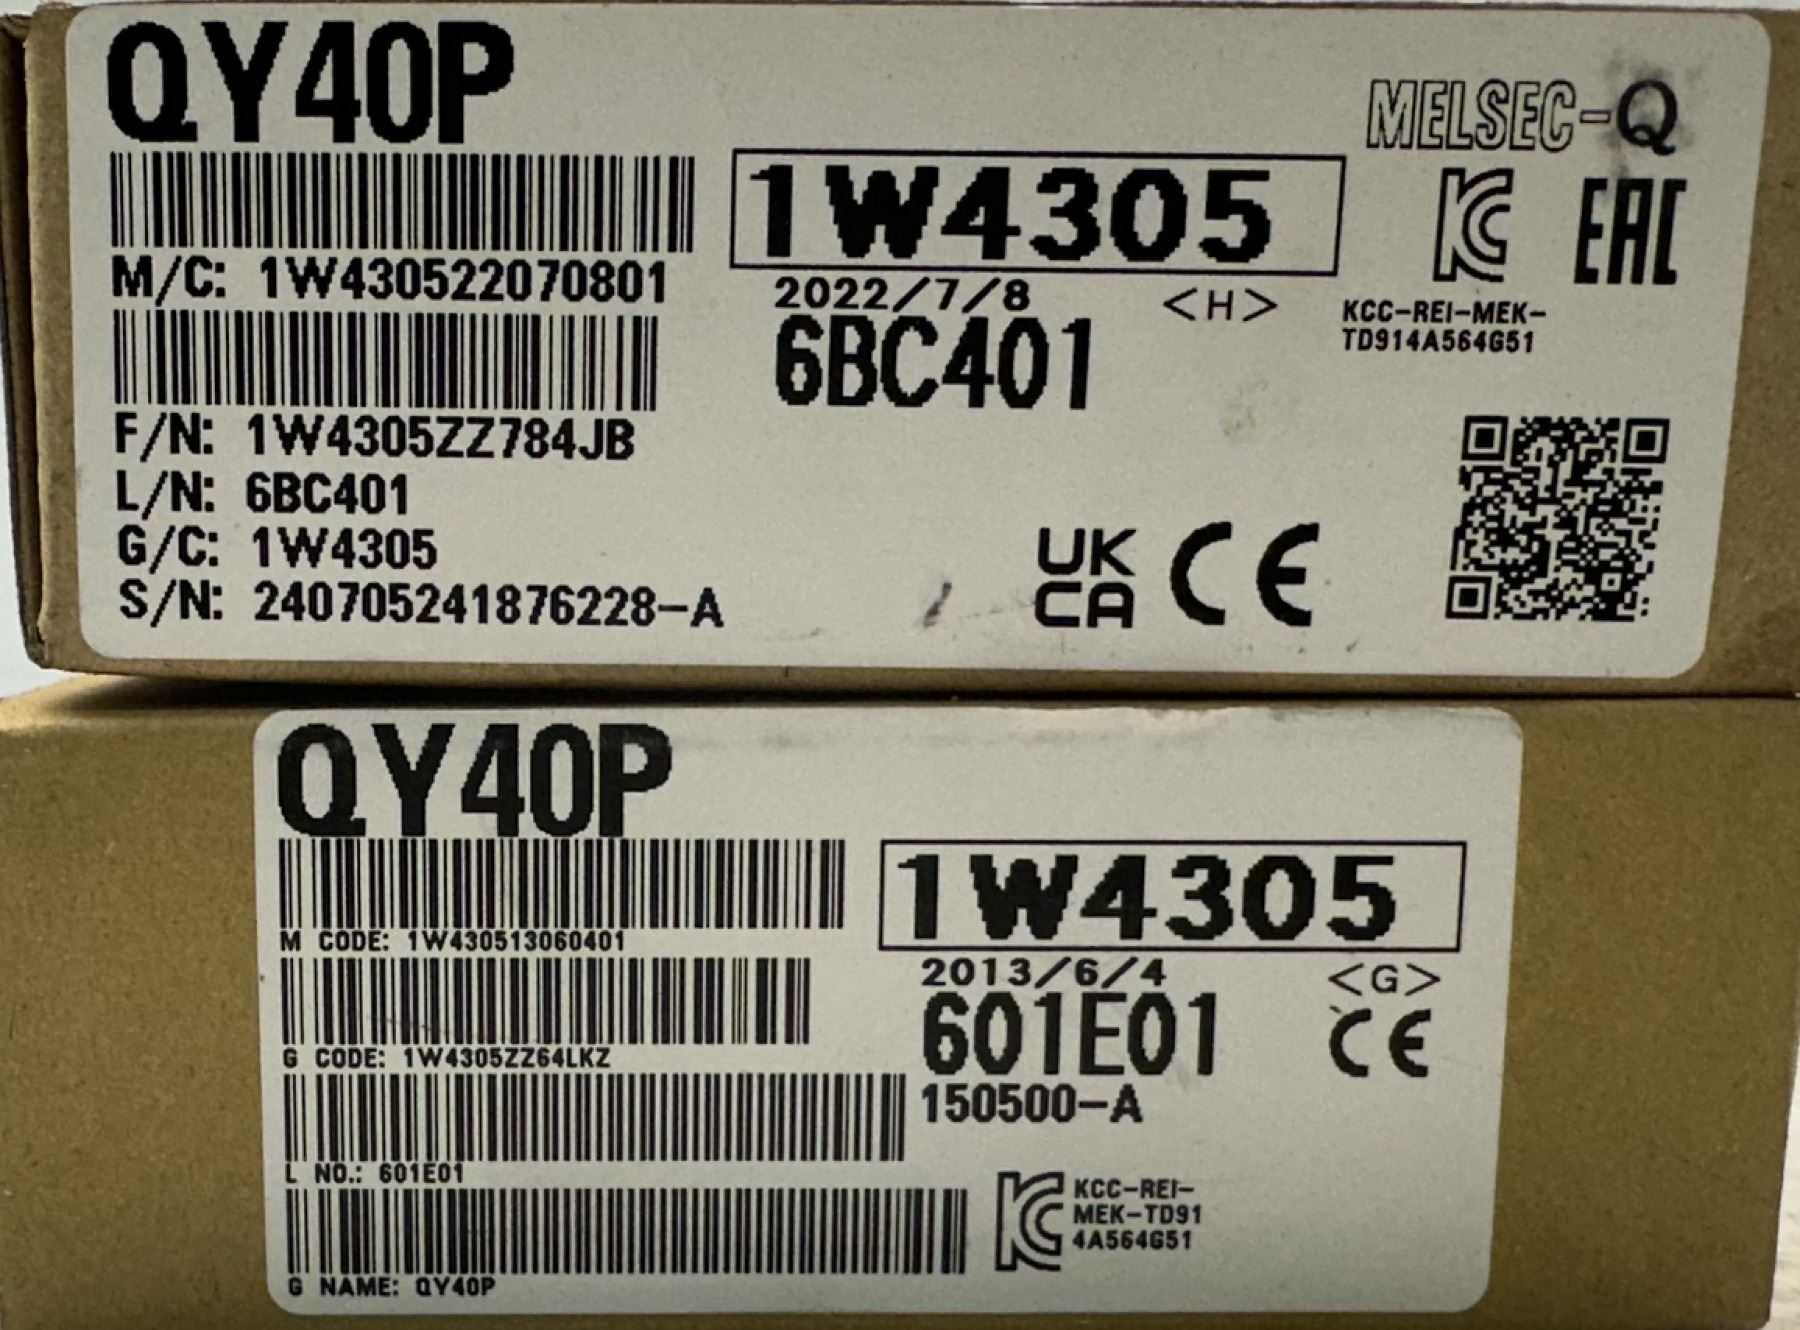 QY40P
MELSEC-Q
1W4305
M/C: 1W430522070801
2022/7/8 <H>
KCC-REI-MEK-
TD914A564G51
6BC401
F/N: 1W4305ZZ784JB
L/N: 6BC401
G/C: 1W4305
S/N: 240705241876228-A
UK
CA
CE
EAC
QY40P
1W4305
M CODE: 1W430513060401
2013/6/4 <G>
601E01
CE
G CODE: 1W4305ZZ64LKZ
150500-A
L NO.: 601E01
KCC-REI-
MEK-TD91
4A564G51
G NAME: QY40P